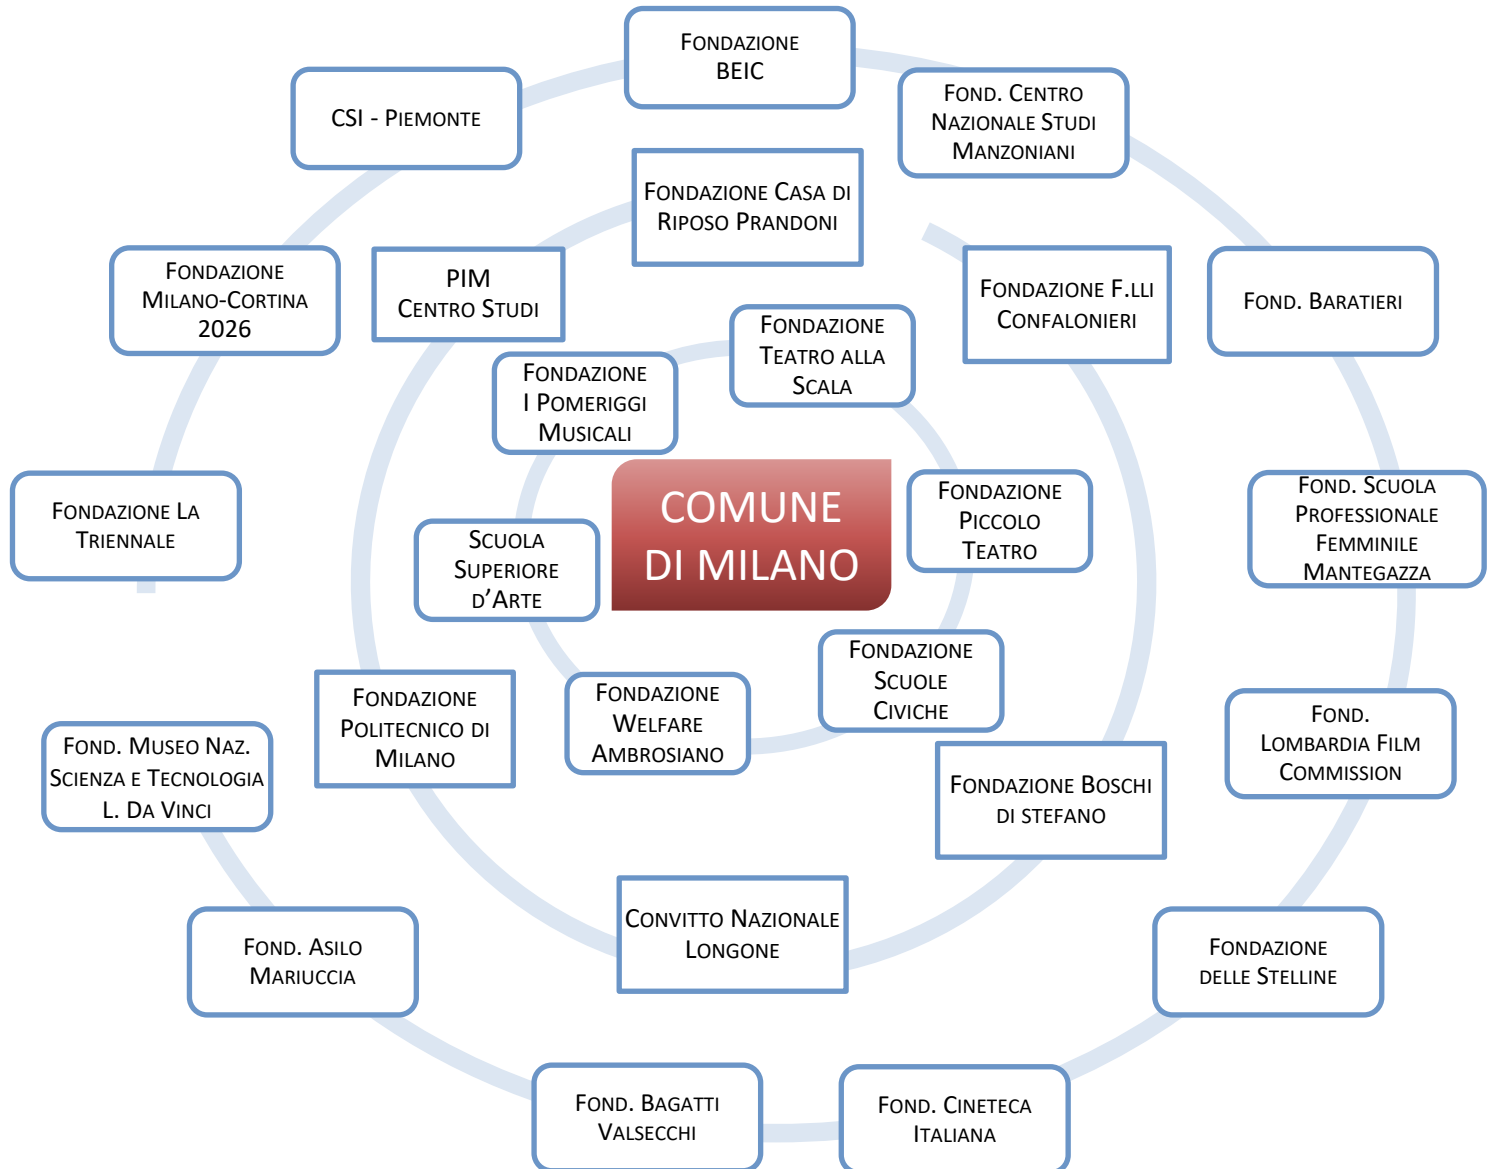 FONDAZIONE
BEIC
CSI - PIEMONTE
FOND. CENTRO
NAZIONALE STUDI
MANZONIANI
FONDAZIONE CASA DI
RIPOSO PRANDONI
FONDAZIONE
MILANO-CORTINA
2026
PIM
CENTRO STUDI
FONDAZIONE F.LLI
CONFALONIERI
FOND. BARATIERI
FONDAZIONE
TEATRO ALLA
SCALA
FONDAZIONE
I POMERIGGI
MUSICALI
FONDAZIONE LA
TRIENNALE
SCUOLA
SUPERIORE
D'ARTE
COMUNE
DI MILANO
FONDAZIONE
PICCOLO
TEATRO
FOND. SCUOLA
PROFESSIONALE
FEMMINILE
MANTEGAZZA
FONDAZIONE
SCUOLE
CIVICHE
FONDAZIONE
WELFARE
AMBROSIANO
FONDAZIONE
POLITECNICO DI
MILANO
FOND. MUSEO NAZ.
SCIENZA E TECNOLOGIA
L. DA VINCI
FOND.
LOMBARDIA FILM
COMMISSION
FONDAZIONE BOSCHI
DI STEFANO
CONVITTO NAZIONALE
LONGONE
FOND. ASILO
MARIUCCIA
FONDAZIONE
DELLE STELLINE
FOND. BAGATTI
VALSECCHI
FOND. CINETECA
ITALIANA